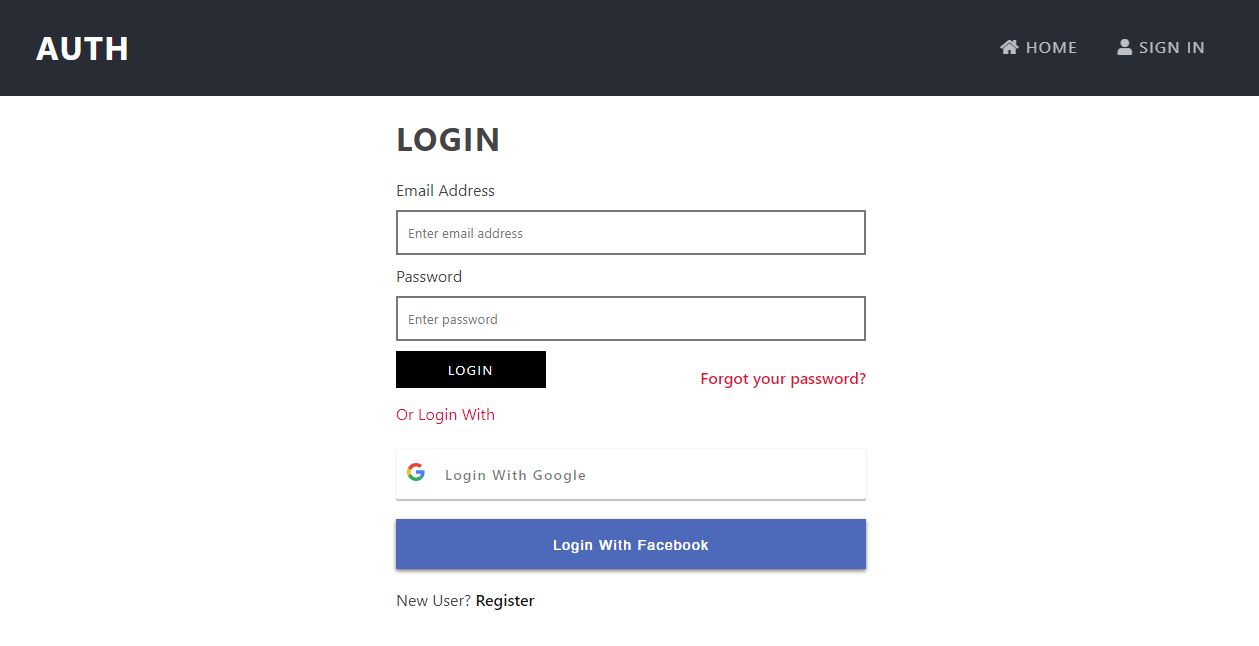 AUTH
HOME
SIGN IN
LOGIN
Email Address
Enter email address
Password
Enter password
LOGIN
Forgot your password?
Or Login With
Login With Google
Login With Facebook
New User? Register